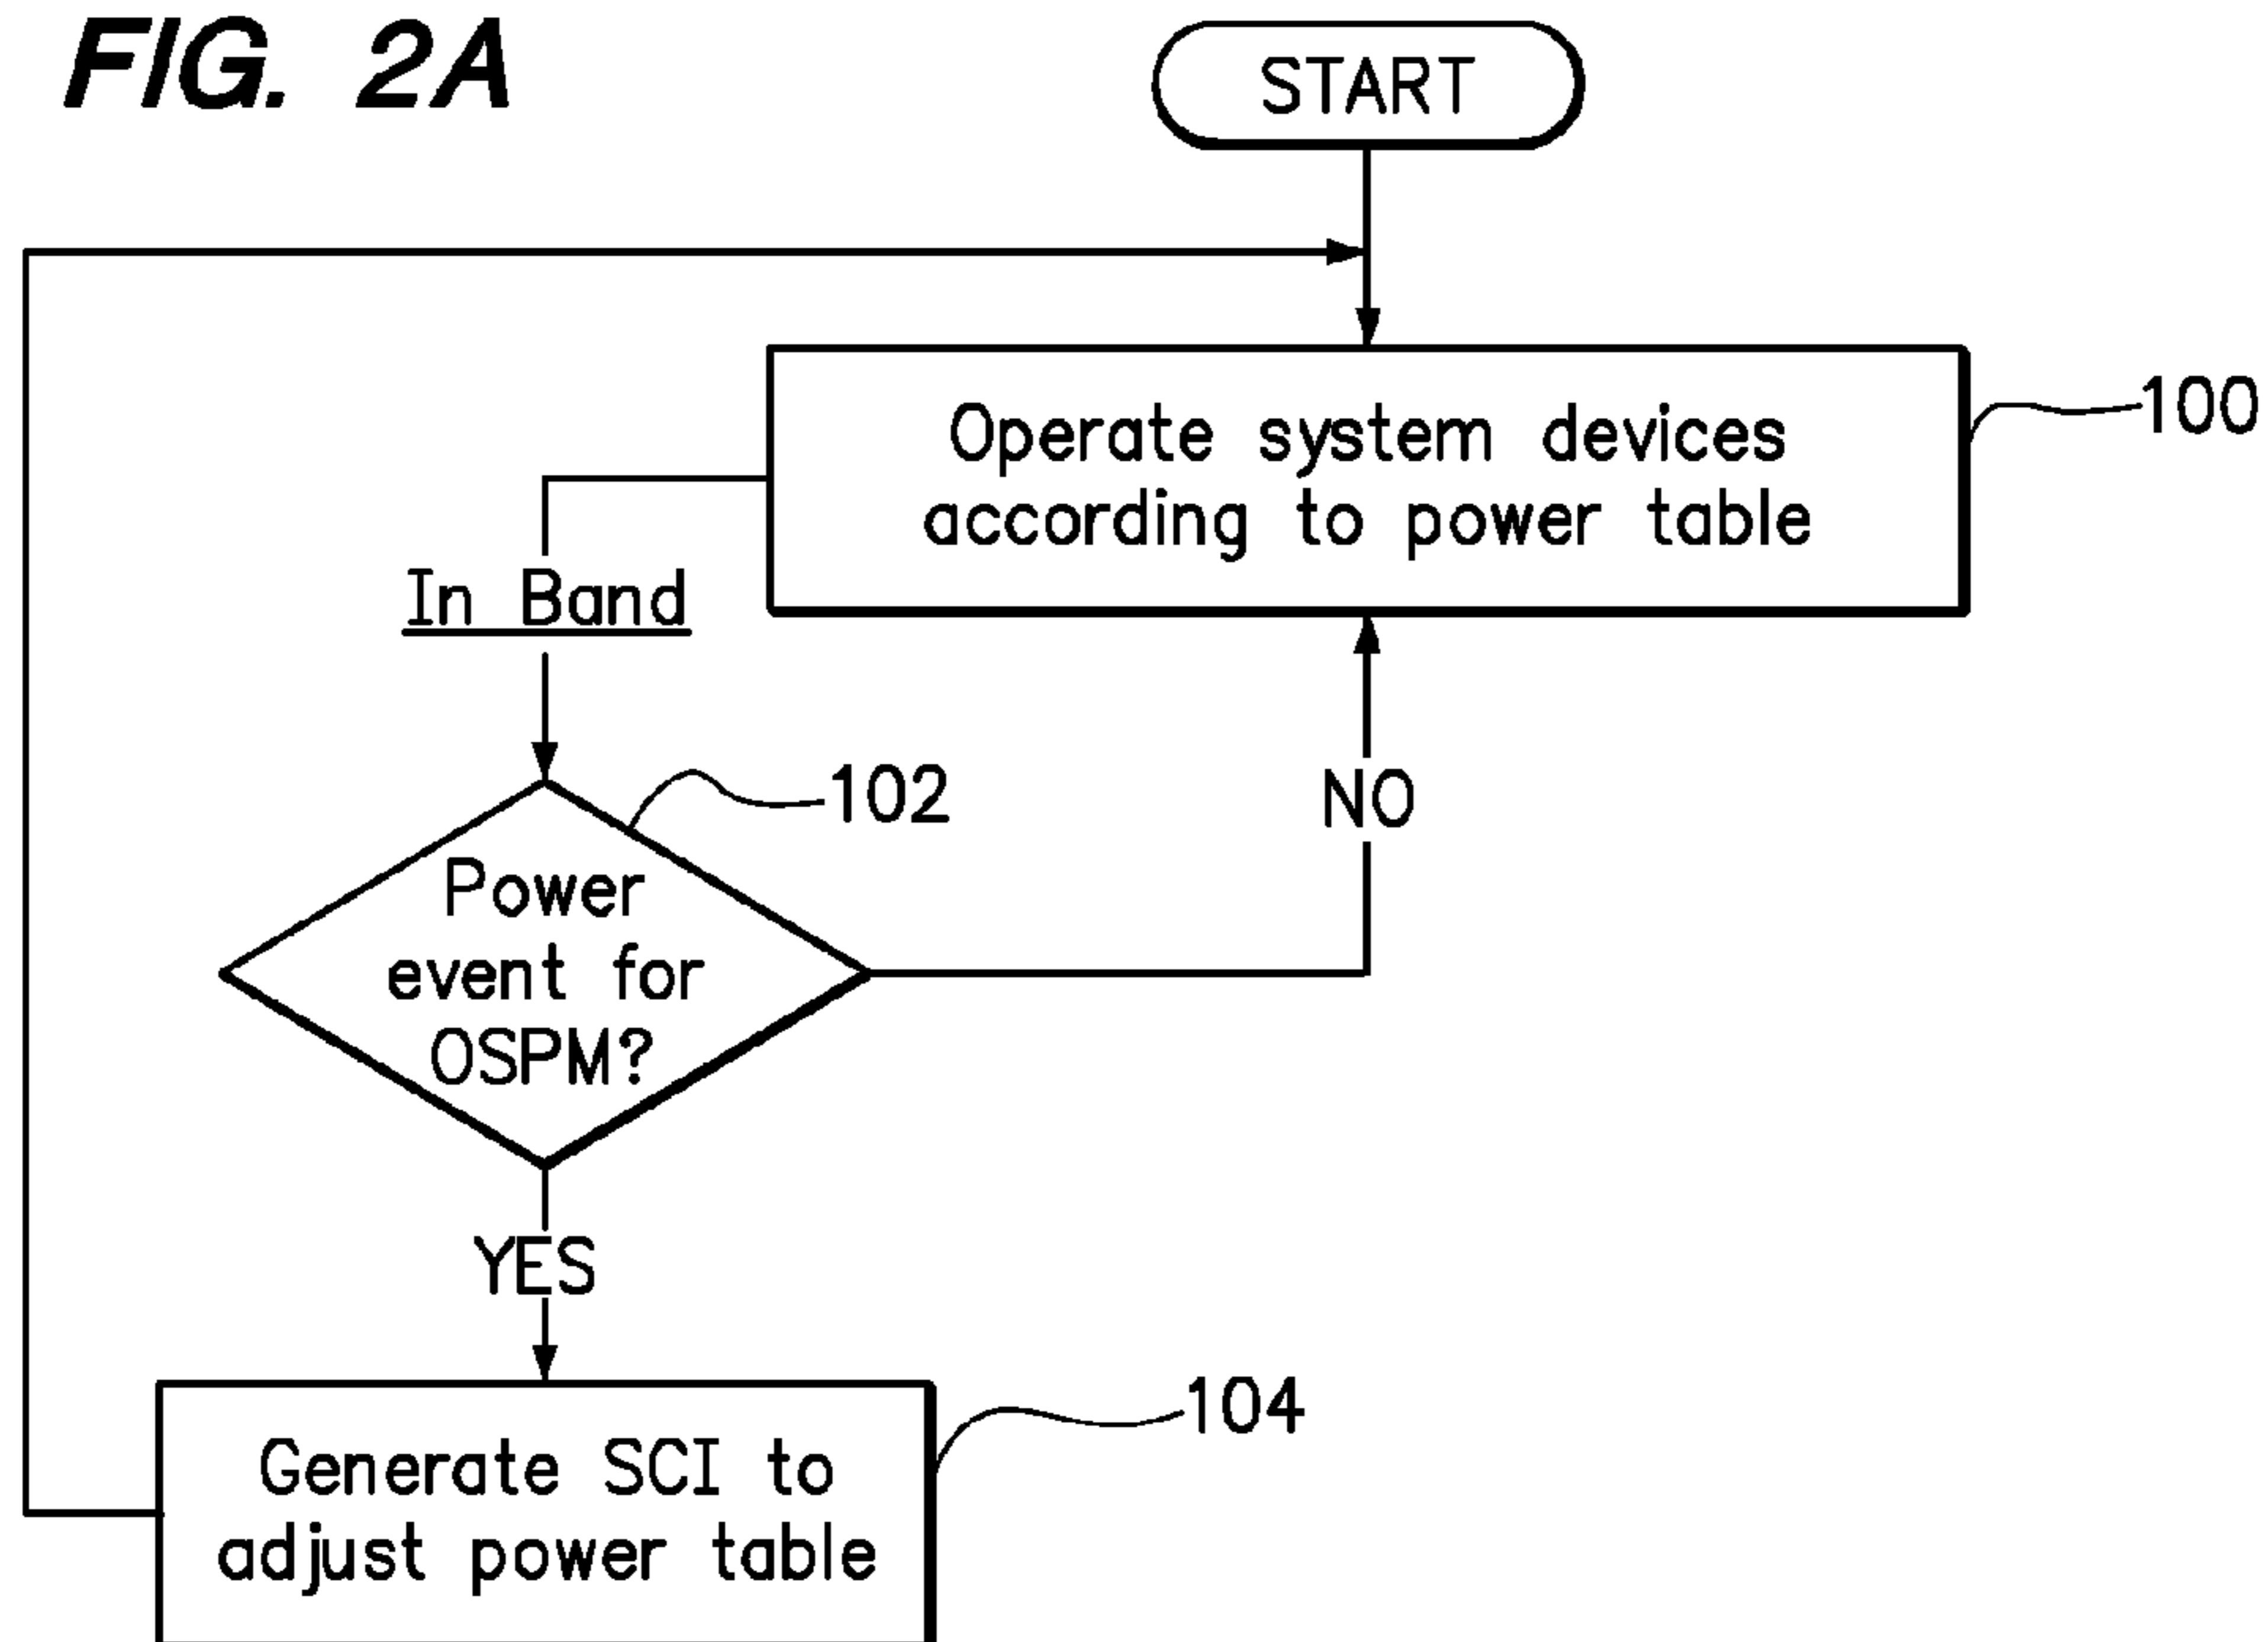 FIG. 2A
START
Operate system devices
according to power table
100
In Band
102
NO
Power
event for
OSPM?
YES
104
Generate SCI to
adjust power table